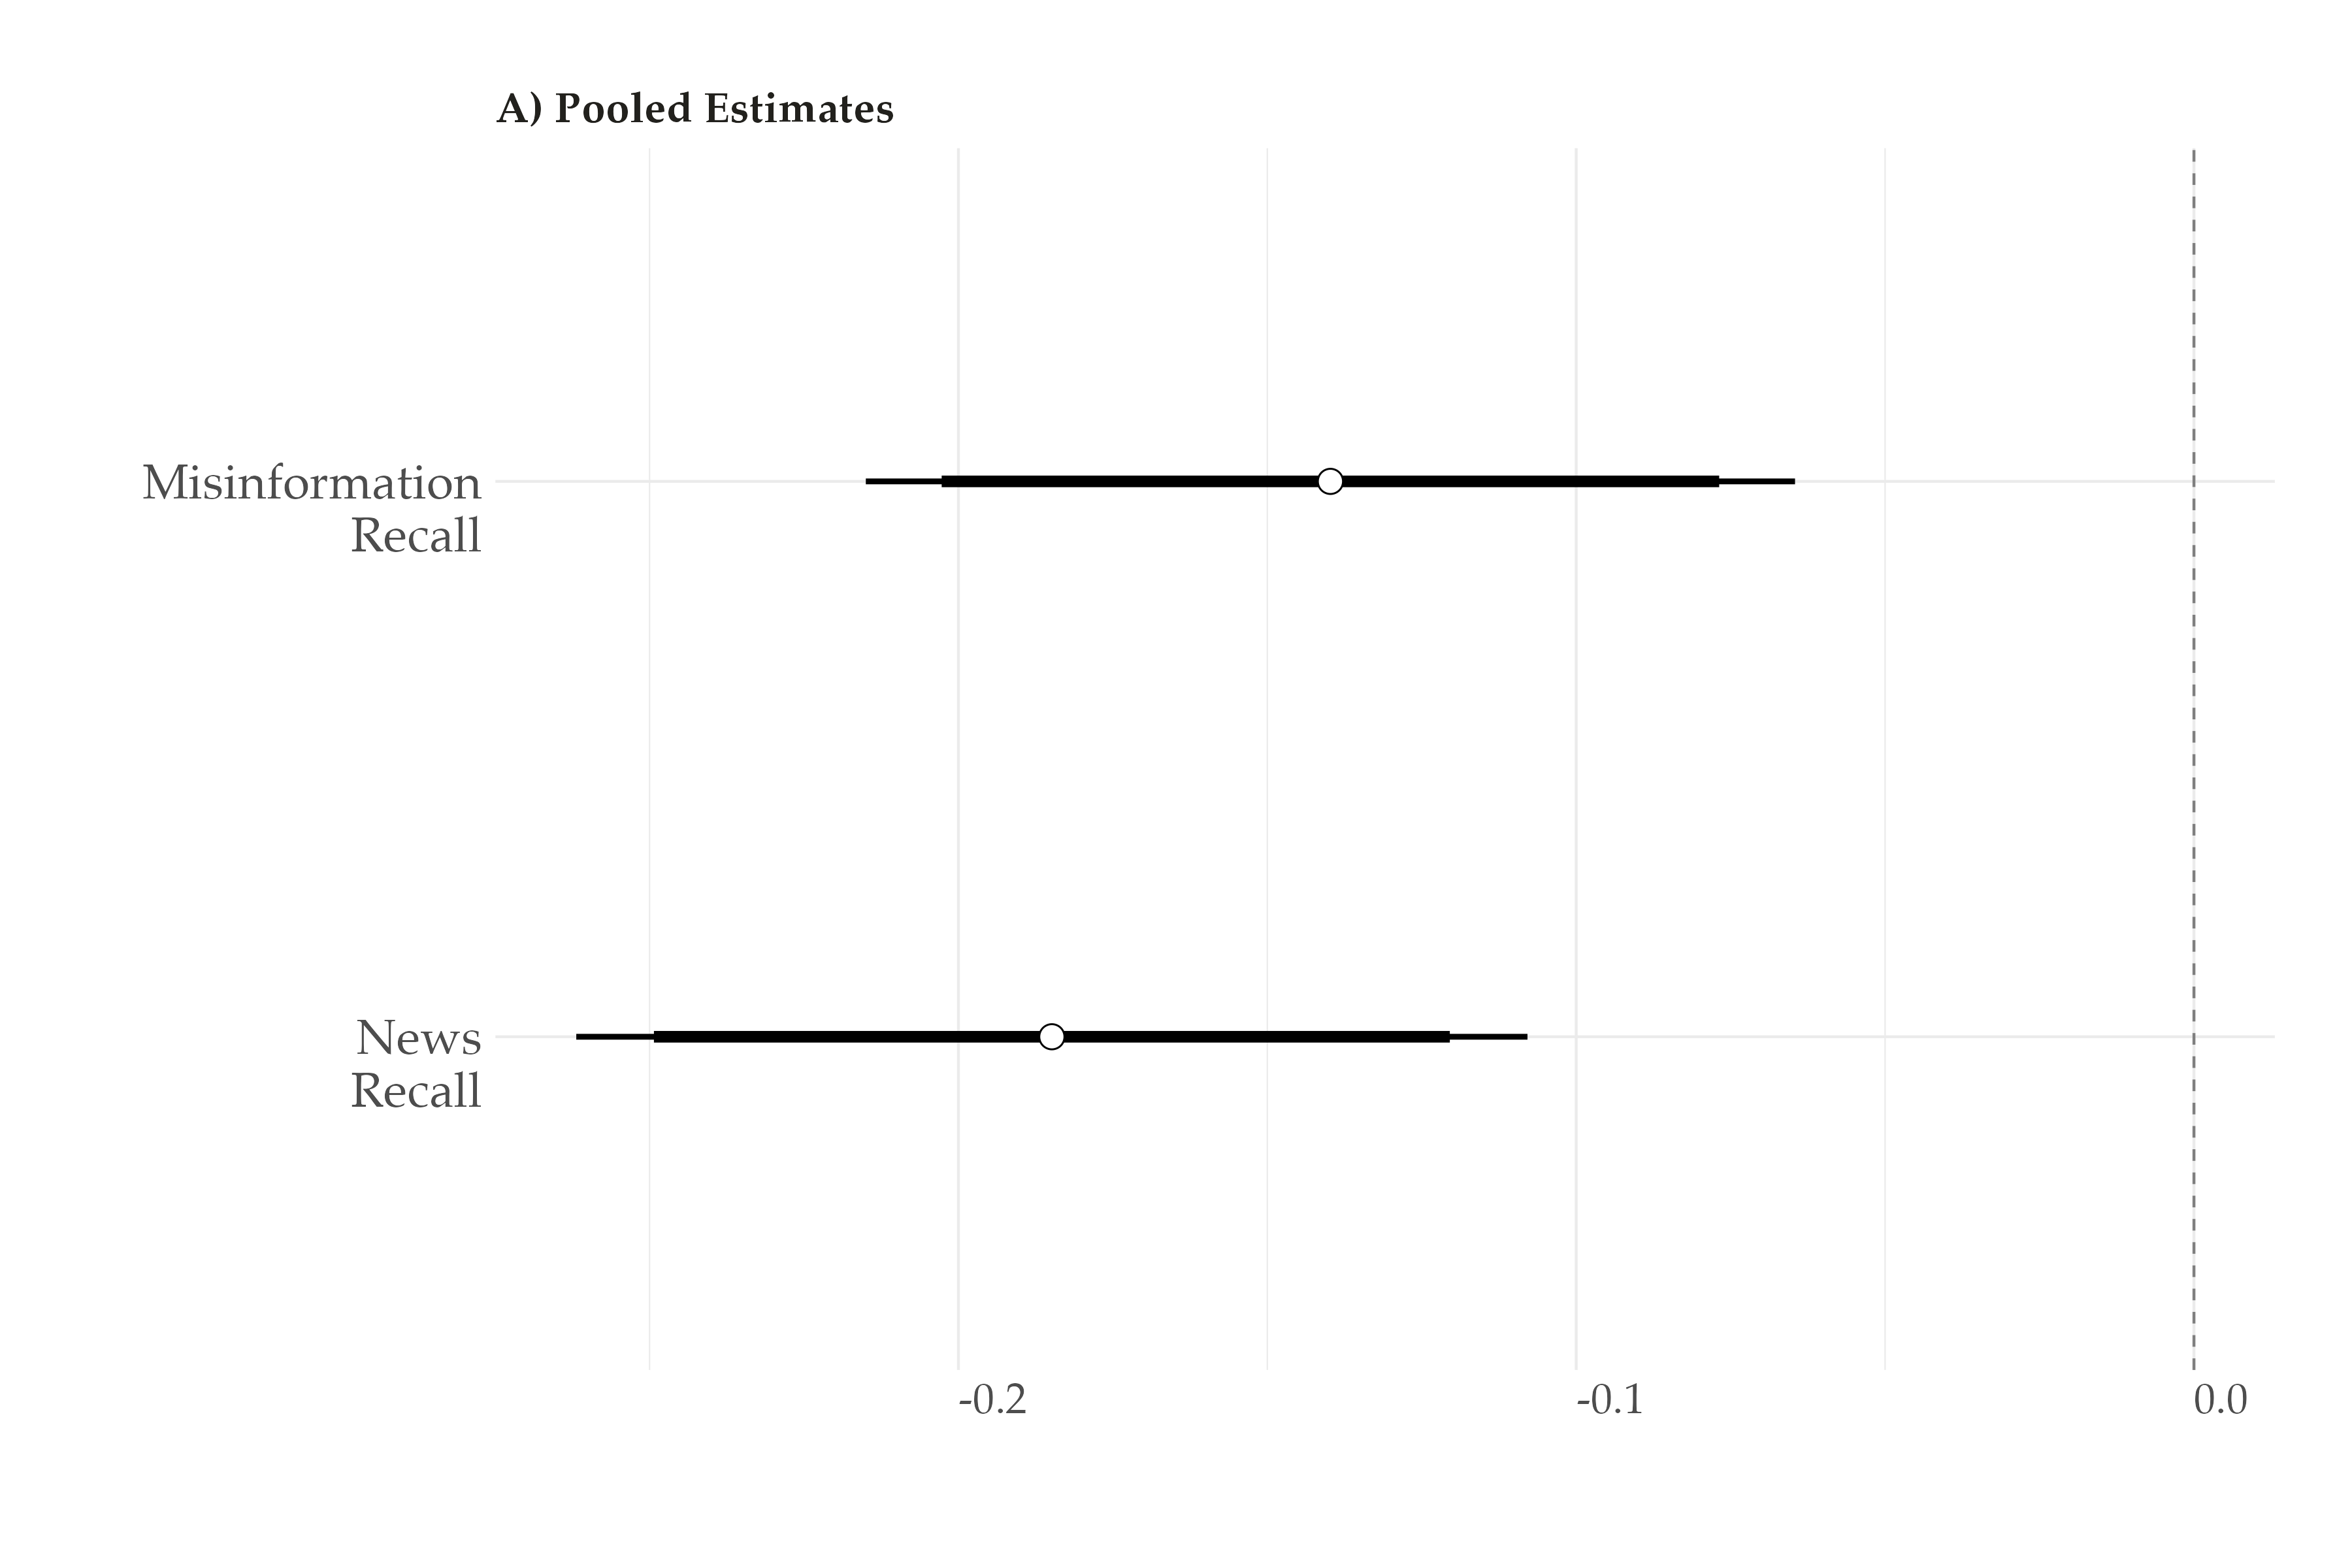 A) Pooled Estimates
Misinformation
Recall
News
Recall
-0.2
-0.1
0.0